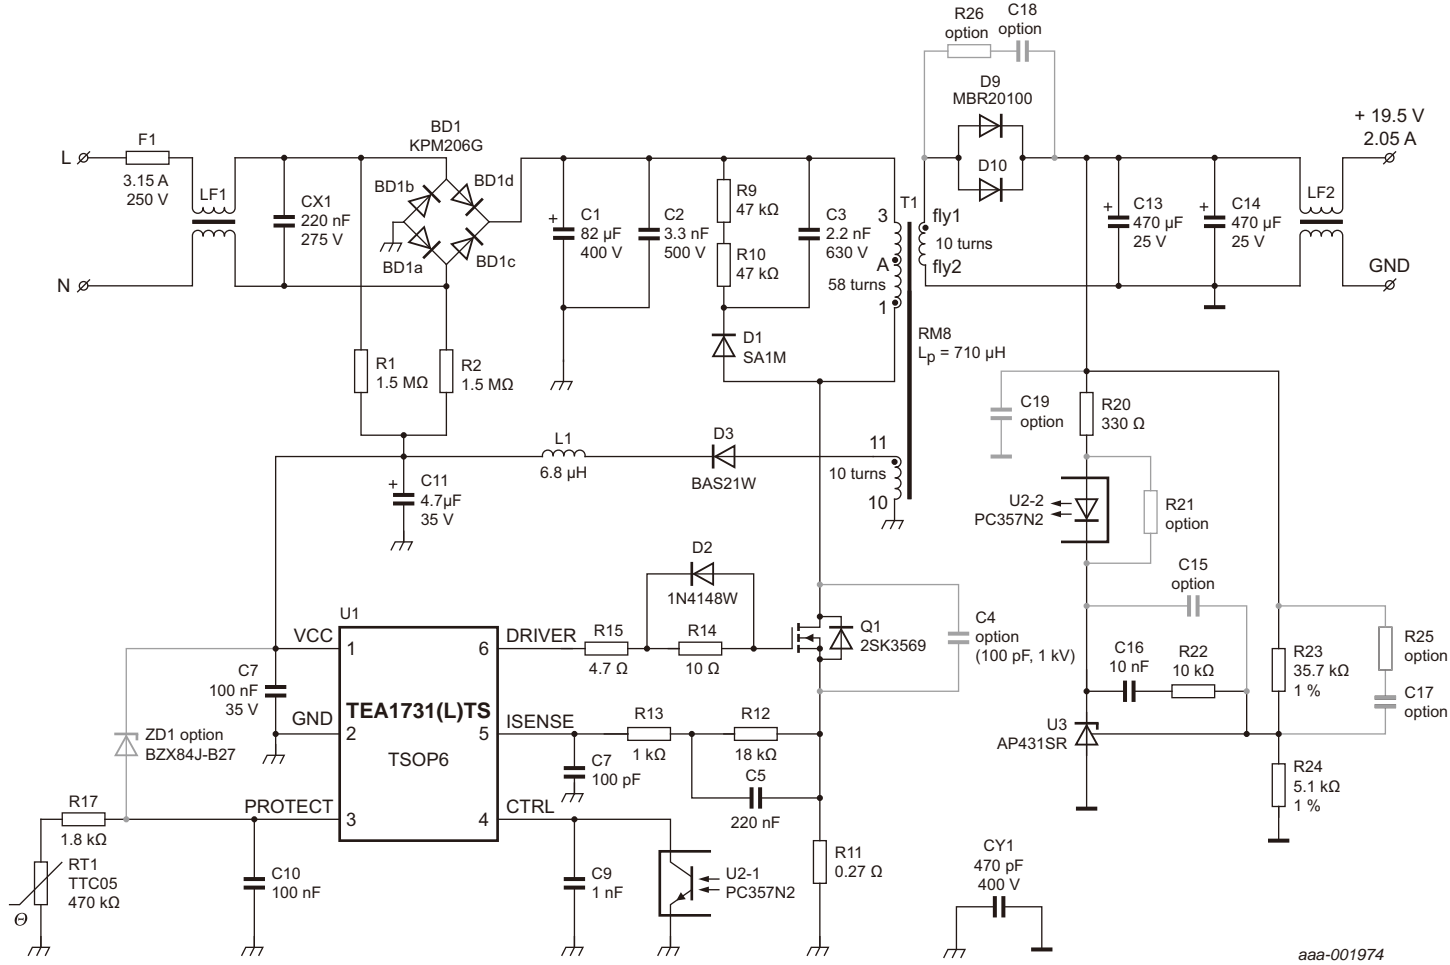 R26
option
C18
option
D9
MBR20100
+ 19.5 V
2.05 A
BD1
KPM206G
F1
L
3.15 A
250 V
LF1
BD1b
BD1d
D10
T1
LF2
CX1
220 nF
275 V
+
C1
82 µF
400 V
C2
3.3 nF
500 V
R9
47 kΩ
C3
2.2 nF
630 V
3
fly1
10 turns
+
C13
470 µF
25 V
+
C14
470 µF
25 V
BD1a
BD1c
R10
47 kΩ
A
fly2
58 turns
GND
N
1
D1
SA1M
RM8
Lp = 710 µH
R1
1.5 MΩ
R2
1.5 MΩ
C19
option
R20
330 Ω
L1
6.8 µH
D3
BAS21W
11
10 turns
10
+
C11
4.7µF
35 V
U2-2
PC357N2
R21
option
D2
1N4148W
C15
option
U1
VCC
1
6
DRIVER
R15
4.7 Ω
R14
10 Ω
Q1
2SK3569
C4
option
(100 pF, 1 kV)
C16
10 nF
R22
10 kΩ
R23
35.7 kΩ
1 %
R25
option
C17
option
C7
100 nF
35 V
TEA1731(L)TS
TSOP6
GND
2
5
ISENSE
R13
1 kΩ
R12
18 kΩ
U3
AP431SR
ZD1 option
BZX84J-B27
C7
100 pF
C5
220 nF
R24
5.1 kΩ
1 %
R17
1.8 kΩ
PROTECT
3
4
CTRL
RT1
TTC05
470 kΩ
Θ
C10
100 nF
C9
1 nF
U2-1
PC357N2
R11
0.27 Ω
CY1
470 pF
400 V
aaa-001974